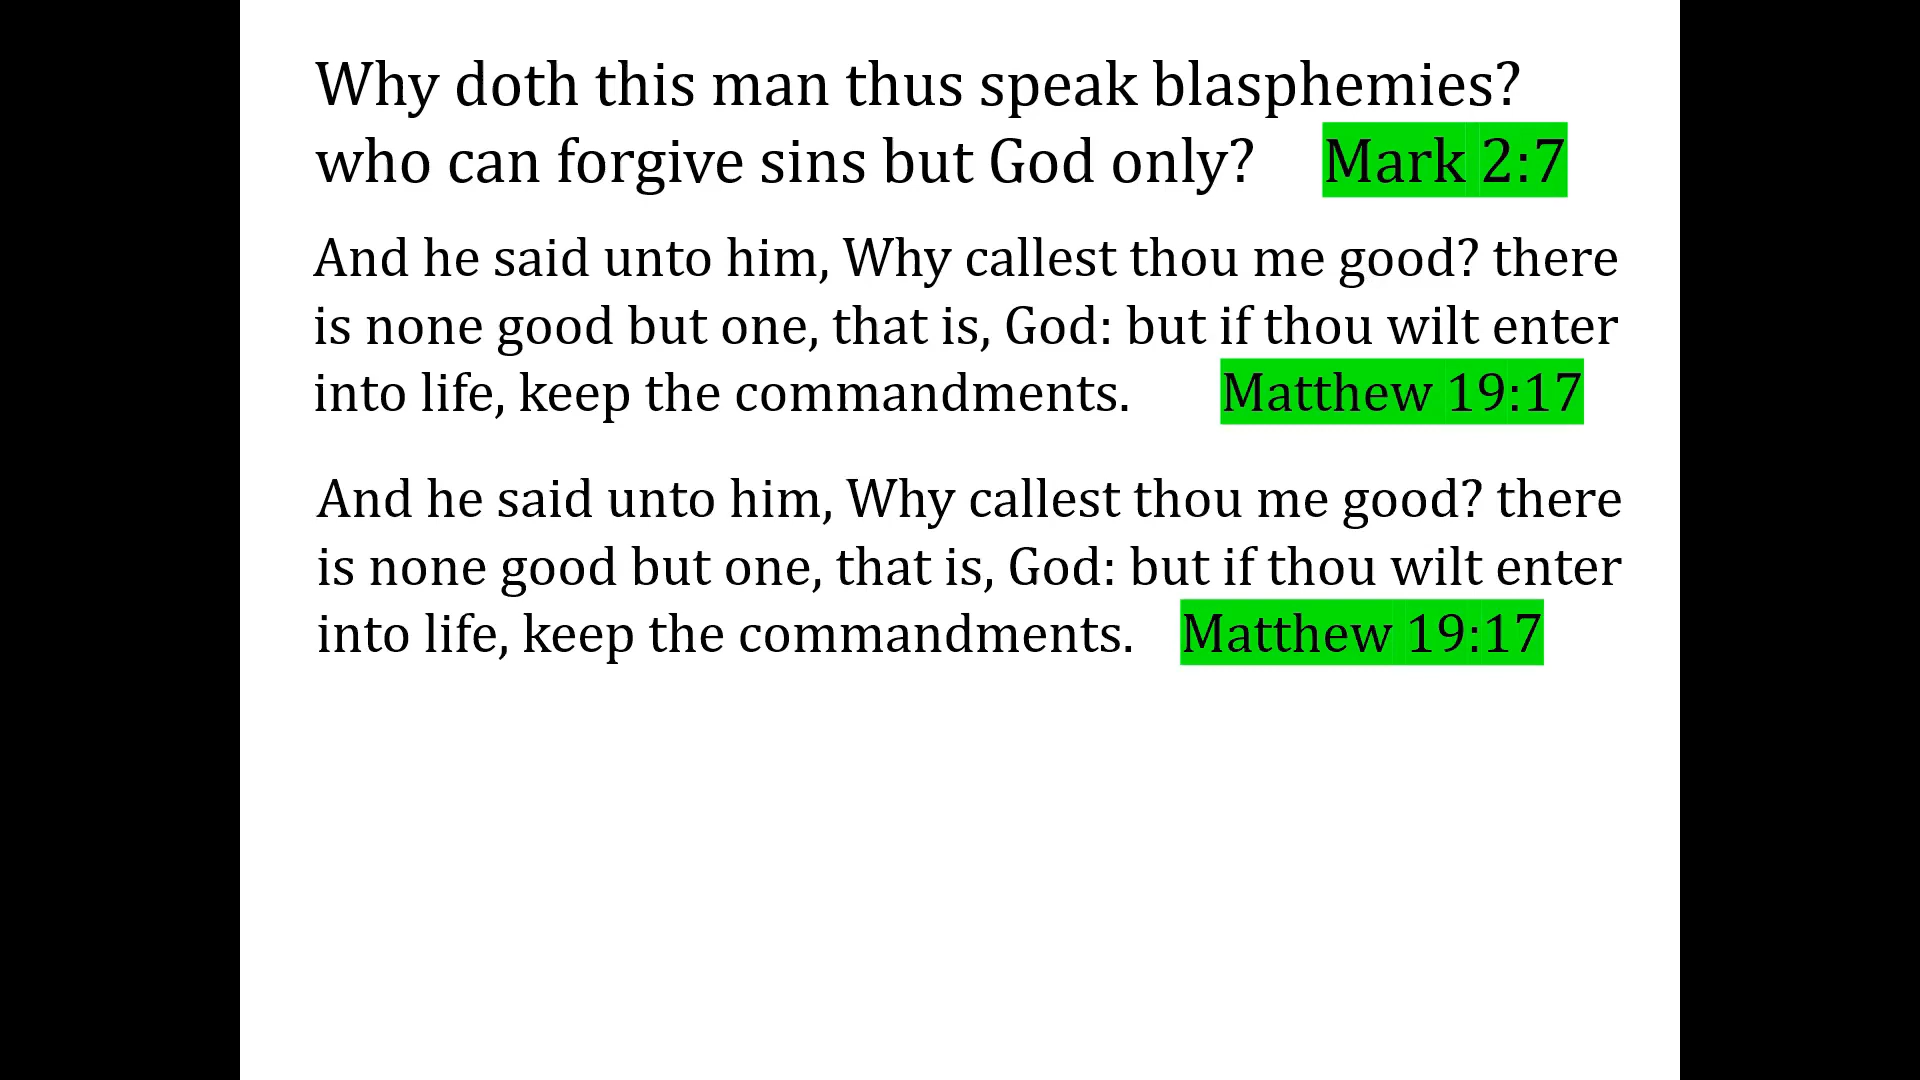 Why doth this man thus speak blasphemies?
who can forgive sins but God only? Mark 2:7
And he said unto him, Why callest thou me good? there
is none good but one, that is, God: but if thou wilt enter
into life, keep the commandments. Matthew 19:17
And he said unto him, Why callest thou me good? there
is none good but one, that is, God: but if thou wilt enter
into life, keep the commandments. Matthew 19:17